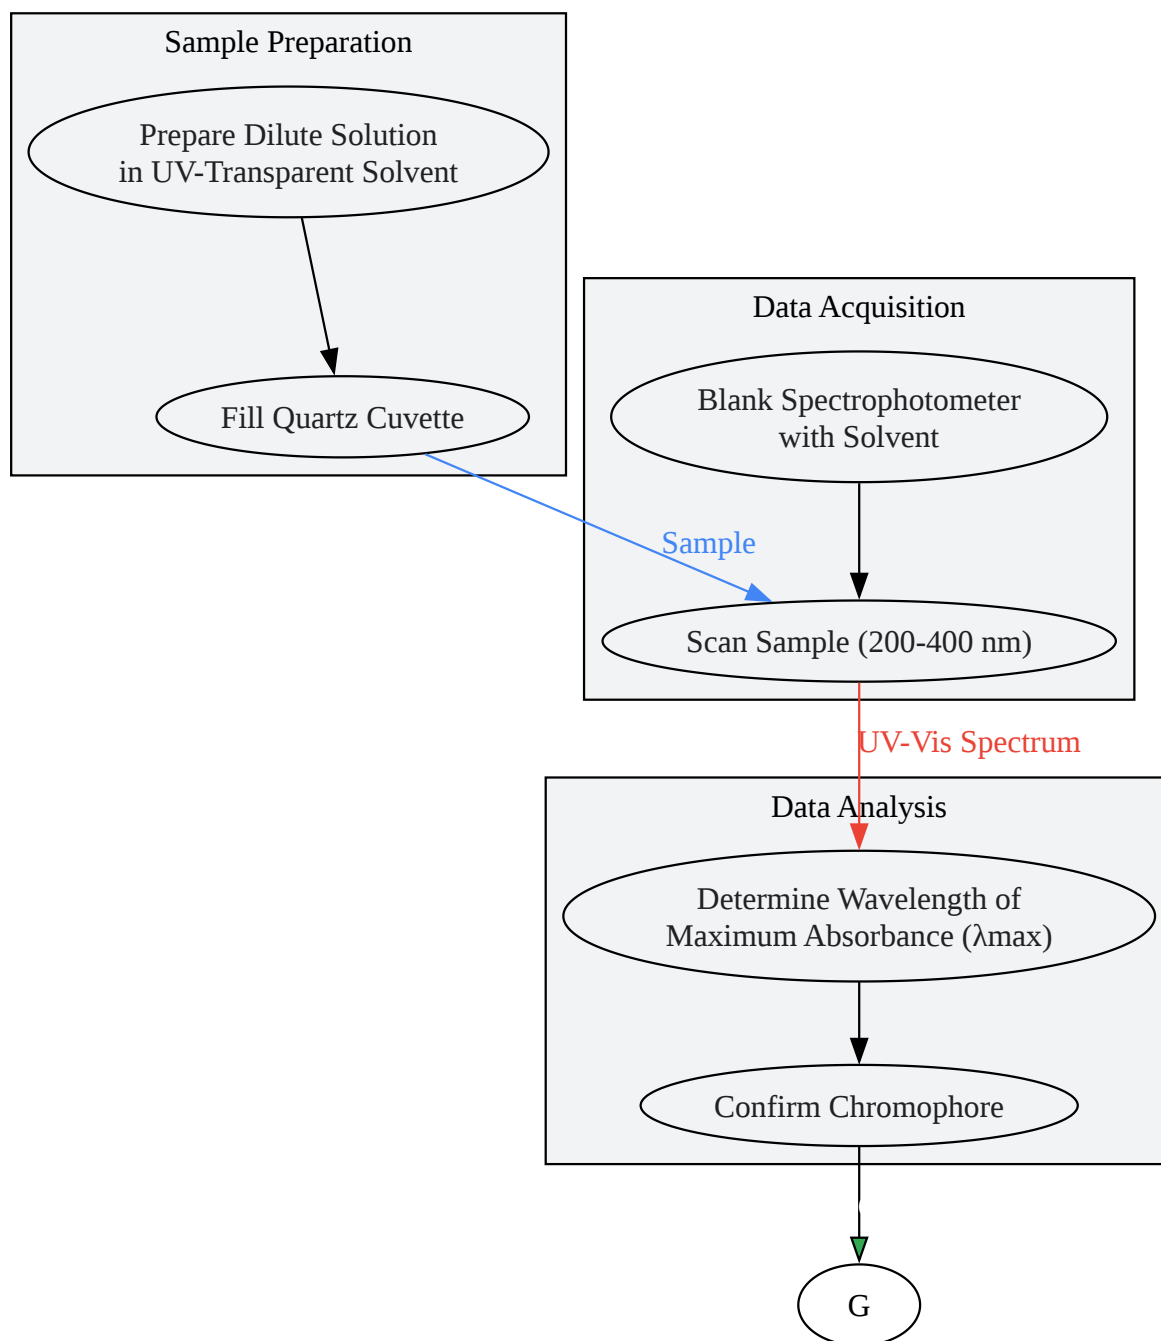 Sample Preparation
Prepare Dilute Solution
in UV-Transparent Solvent
Fill Quartz Cuvette
Data Acquisition
Blank Spectrophotometer
with Solvent
Sample
Scan Sample (200-400 nm)
UV-Vis Spectrum
Data Analysis
Determine Wavelength of
Maximum Absorbance (λmax)
Confirm Chromophore
G